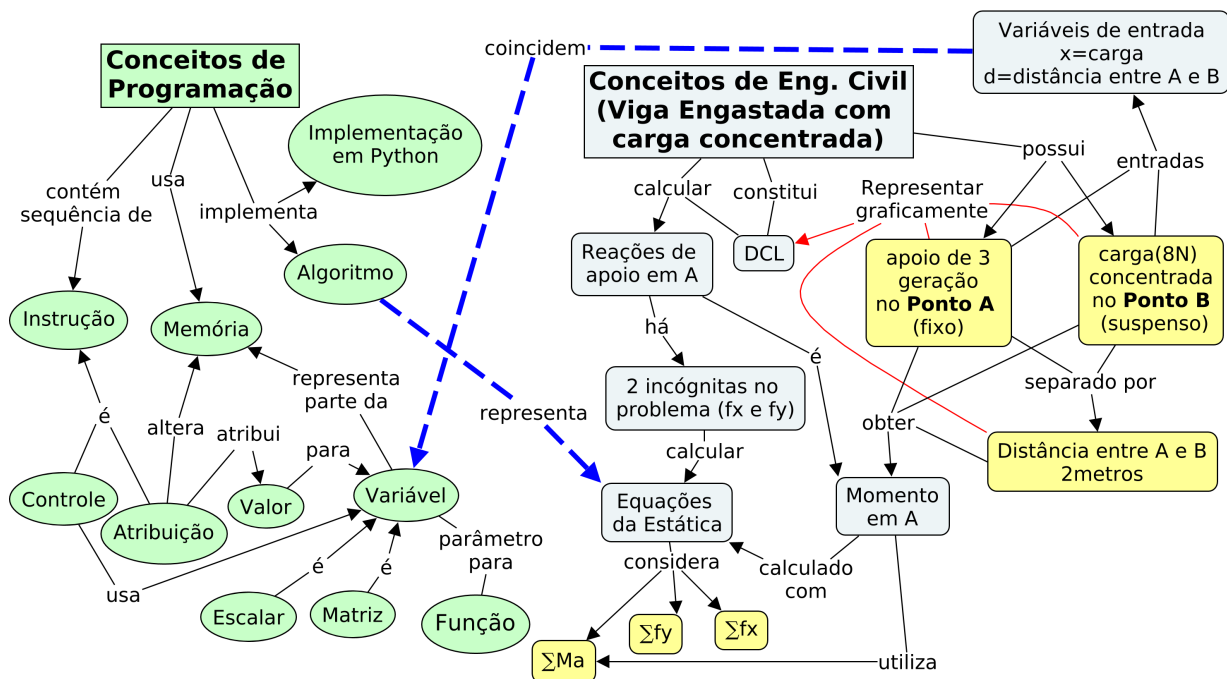 Conceitos de
Programação
contém
sequência de
usa
implementa
Implementação
em Python
Algoritmo
Instrução
Memória
é
altera
atribui
para
representa
parte da
Controle
Atribuição
Valor
Variável
usa
é
é
parâmetro
para
Escalar
Matriz
Função
coincidem
representa
Conceitos de Eng. Civil
(Viga Engastada com
carga concentrada)
Variáveis de entrada
x=carga
d=distância entre A e B
possui
entradas
calcular
constitui
Representar
graficamente
Reações de
apoio em A
DCL
apoio de 3
geração
no Ponto A
(fixo)
carga(8N)
concentrada
no Ponto B
(suspenso)
há
é
separado por
2 incógnitas no
problema (fx e fy)
obter
calcular
Distância entre A e B
2metros
Equações
da Estática
Momento
em A
considera
calculado
com
∑Ma
∑fy
∑fx
utiliza